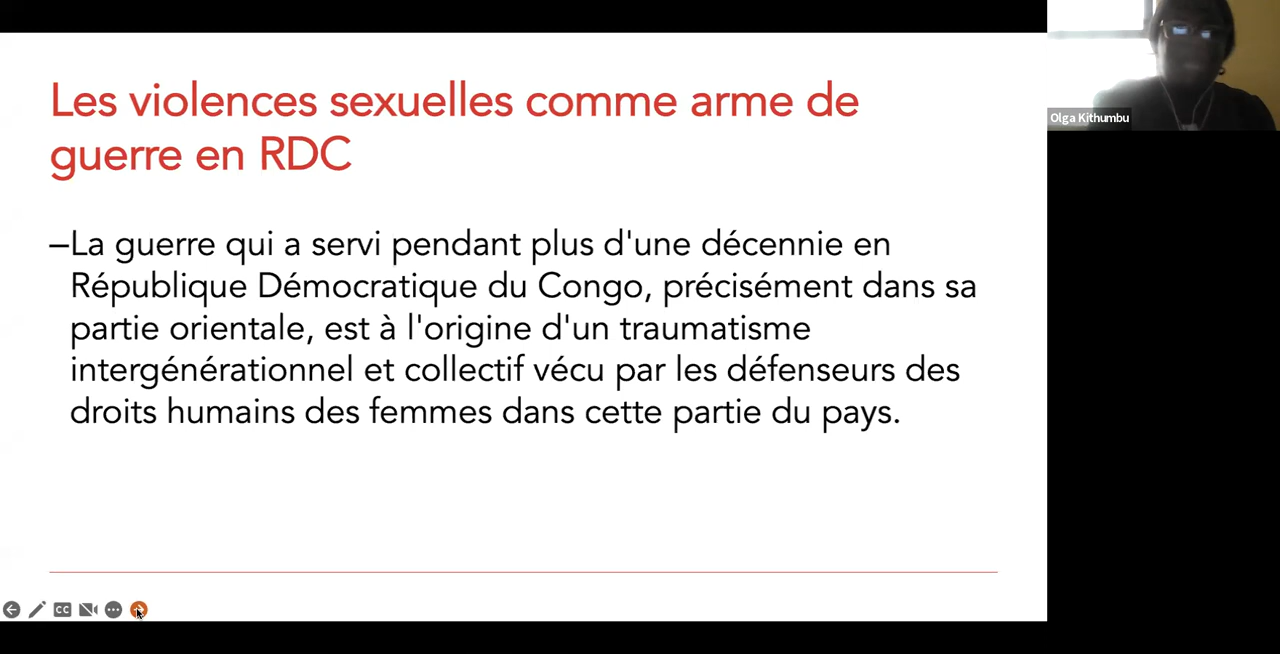 Les violences sexuelles comme arme de
guerre en RDC
–La guerre qui a servi pendant plus d'une décennie en
République Démocratique du Congo, précisément dans sa
partie orientale, est à l'origine d'un traumatisme
intergénérationnel et collectif vécu par les défenseurs des
droits humains des femmes dans cette partie du pays.
Olga Kithumbu
CC